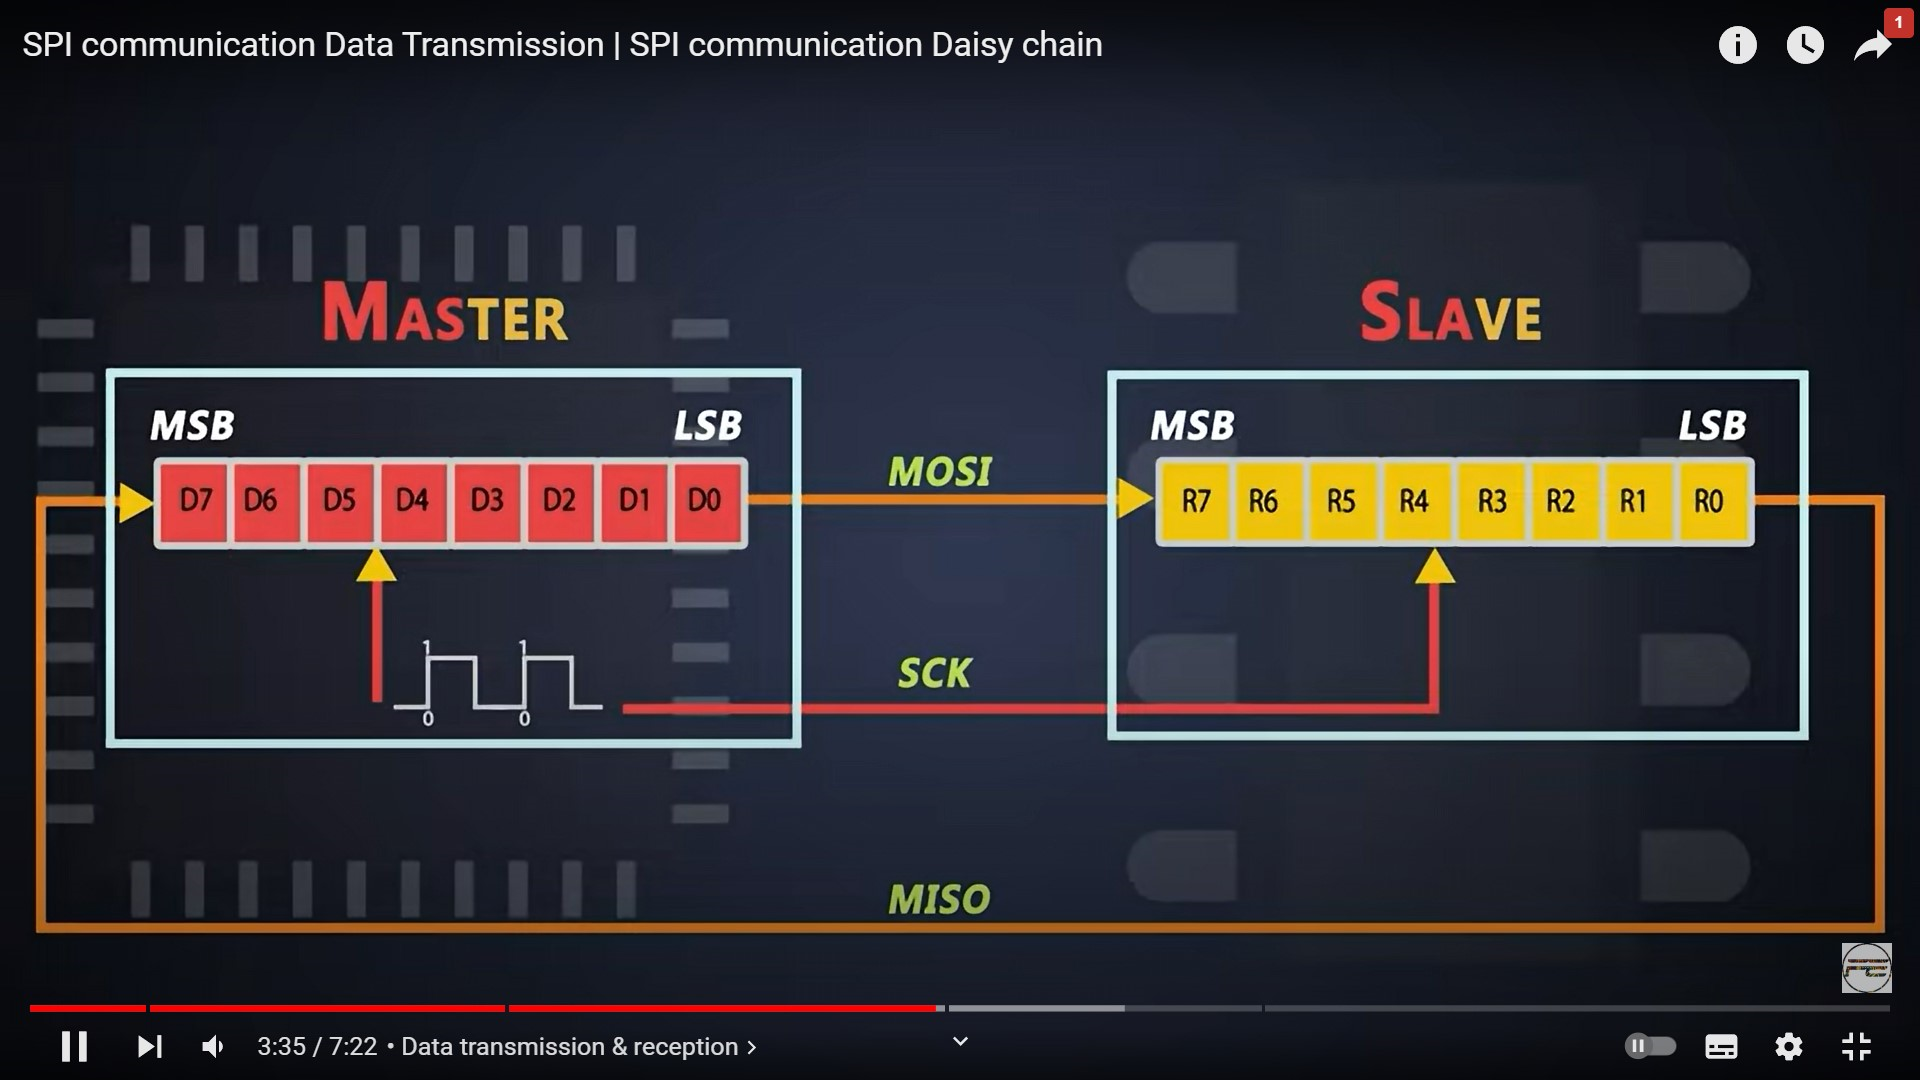 SPI communication Data Transmission | SPI communication Daisy chain
1
MASTER
SLAVE
MSB LSB
MSB LSB
MOSI
D7 D6 D5 D4 D3 D2 D1 D0
R7 R6 R5 R4 R3 R2 R1 R0
1 1
SCK
0 0
MISO
3:35 / 7:22 • Data transmission & reception ›